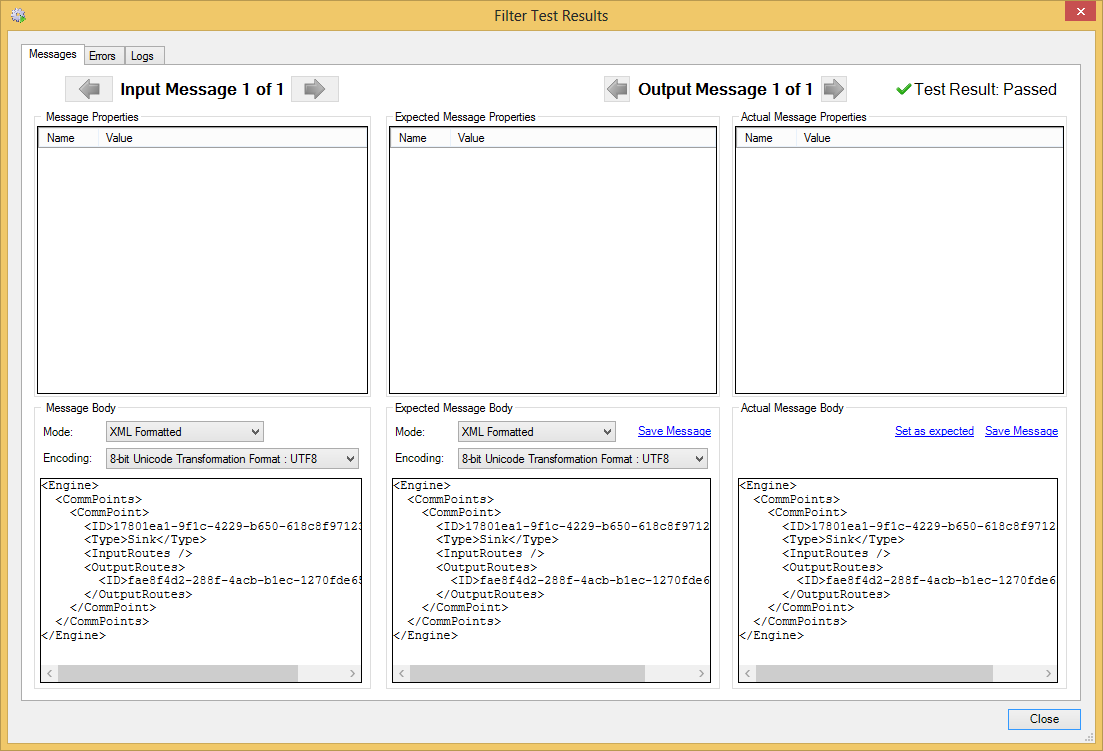 Filter Test Results
Messages Errors Logs
Input Message 1 of 1
Output Message 1 of 1
Test Result: Passed
Message Properties
Name Value
Expected Message Properties
Name Value
Actual Message Properties
Name Value
Message Body
Mode: XML Formatted
Encoding: 8-bit Unicode Transformation Format : UTF8
<Engine>
  <CommPoints>
    <CommPoint>
      <ID>17801ea1-9f1c-4229-b650-618c8f97123
      <Type>Sink</Type>
      <InputRoutes />
      <OutputRoutes>
        <ID>fae8f4d2-288f-4acb-b1ec-1270fde65
      </OutputRoutes>
    </CommPoint>
  </CommPoints>
</Engine>
Expected Message Body
Mode: XML Formatted Save Message
Encoding: 8-bit Unicode Transformation Format : UTF8
<Engine>
  <CommPoints>
    <CommPoint>
      <ID>17801ea1-9f1c-4229-b650-618c8f9712
      <Type>Sink</Type>
      <InputRoutes />
      <OutputRoutes>
        <ID>fae8f4d2-288f-4acb-b1ec-1270fde6
      </OutputRoutes>
    </CommPoint>
  </CommPoints>
</Engine>
Actual Message Body
Set as expected Save Message
<Engine>
  <CommPoints>
    <CommPoint>
      <ID>17801ea1-9f1c-4229-b650-618c8f9712
      <Type>Sink</Type>
      <InputRoutes />
      <OutputRoutes>
        <ID>fae8f4d2-288f-4acb-b1ec-1270fde6
      </OutputRoutes>
    </CommPoint>
  </CommPoints>
</Engine>
Close